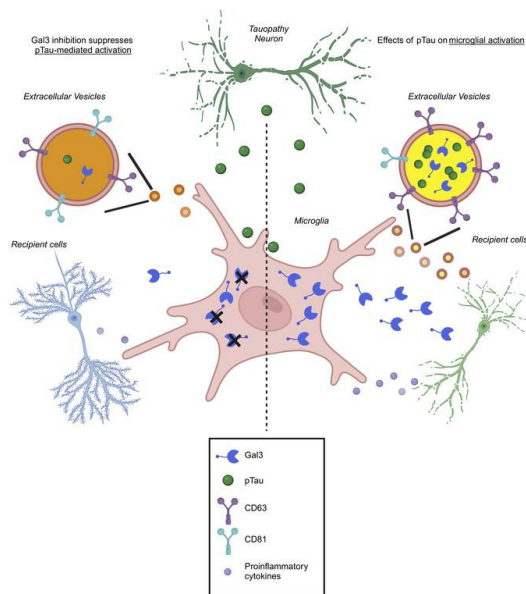 Gal3 inhibition suppresses
pTau-mediated activation
Tauopathy
Neuron
Effects of pTau on microglial activation
Extracellular Vesicles
Extracellular Vesicles
Microglia
Recipient cells
Recipient cells
Gal3
pTau
CD63
CD81
Proinflammatory
cytokines